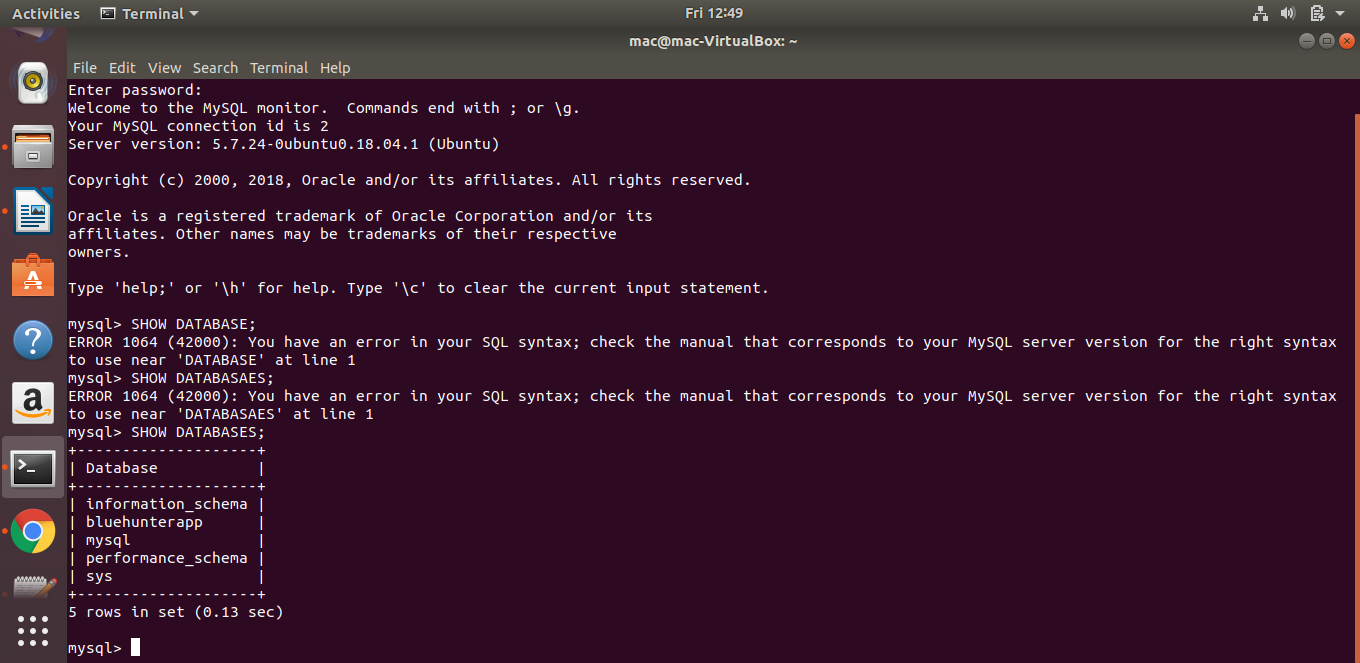 Activities Terminal Fri 12:49
mac@mac-VirtualBox: ~
File Edit View Search Terminal Help
Enter password:
Welcome to the MySQL monitor.  Commands end with ; or \g.
Your MySQL connection id is 2
Server version: 5.7.24-0ubuntu0.18.04.1 (Ubuntu)
Copyright (c) 2000, 2018, Oracle and/or its affiliates. All rights reserved.
Oracle is a registered trademark of Oracle Corporation and/or its
affiliates. Other names may be trademarks of their respective
owners.
Type 'help;' or '\h' for help. Type '\c' to clear the current input statement.
mysql> SHOW DATABASE;
ERROR 1064 (42000): You have an error in your SQL syntax; check the manual that corresponds to your MySQL server version for the right syntax
to use near 'DATABASE' at line 1
mysql> SHOW DATABASAES;
ERROR 1064 (42000): You have an error in your SQL syntax; check the manual that corresponds to your MySQL server version for the right syntax
to use near 'DATABASAES' at line 1
mysql> SHOW DATABASES;
+--------------------+
| Database           |
+--------------------+
| information_schema |
| bluehunterapp      |
| mysql              |
| performance_schema |
| sys                |
+--------------------+
5 rows in set (0.13 sec)
mysql>